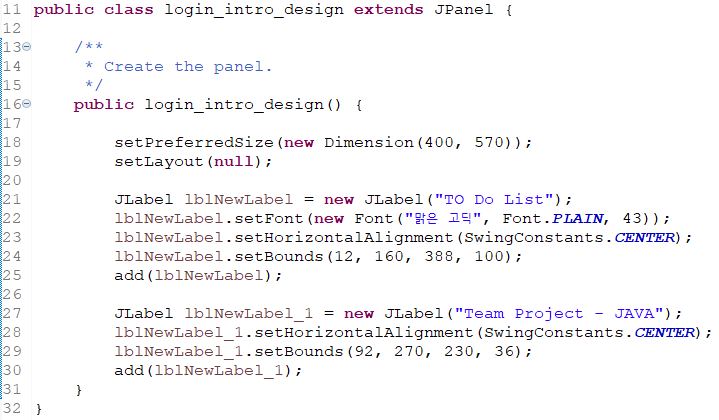 11 public class login_intro_design extends JPanel {
12
13 /**
14 * Create the panel.
15 */
16 public login_intro_design() {
17
18 setPreferredSize(new Dimension(400, 570));
19 setLayout(null);
20
21 JLabel lblNewLabel = new JLabel("TO Do List");
22 lblNewLabel.setFont(new Font("맑은 고딕", Font.PLAIN, 43));
23 lblNewLabel.setHorizontalAlignment(SwingConstants.CENTER);
24 lblNewLabel.setBounds(12, 160, 388, 100);
25 add(lblNewLabel);
26
27 JLabel lblNewLabel_1 = new JLabel("Team Project - JAVA");
28 lblNewLabel_1.setHorizontalAlignment(SwingConstants.CENTER);
29 lblNewLabel_1.setBounds(92, 270, 230, 36);
30 add(lblNewLabel_1);
31 }
32 }